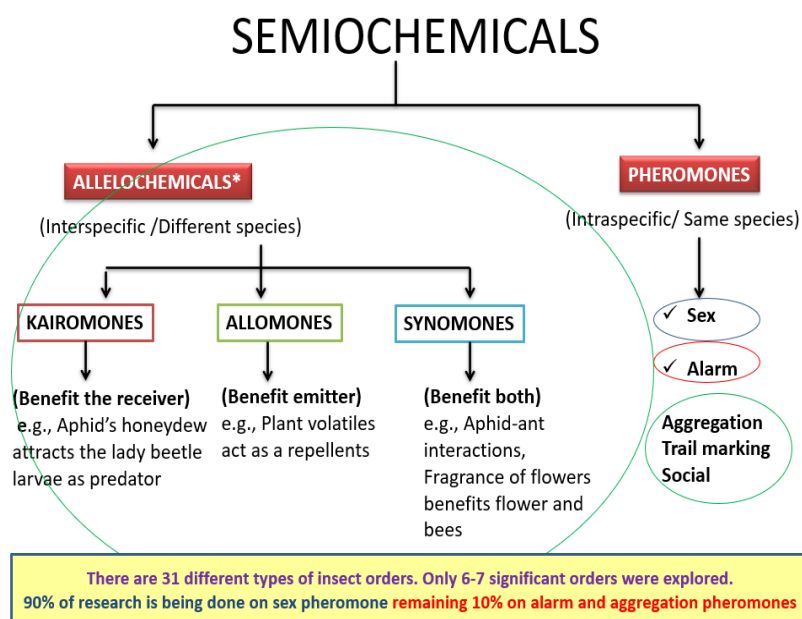 SEMIOCHEMICALS
ALLELOCHEMICALS*
(Interspecific /Different species)
PHEROMONES
(Intraspecific/ Same species)
KAIROMONES
(Benefit the receiver)
e.g., Aphid's honeydew
attracts the lady beetle
larvae as predator
ALLOMONES
(Benefit emitter)
e.g., Plant volatiles
act as a repellents
SYNOMONES
(Benefit both)
e.g., Aphid-ant
interactions,
Fragrance of flowers
benefits flower and
bees
✓ Sex
✓ Alarm
Aggregation
Trail marking
Social
There are 31 different types of insect orders. Only 6-7 significant orders were explored.
90% of research is being done on sex pheromone remaining 10% on alarm and aggregation pheromones